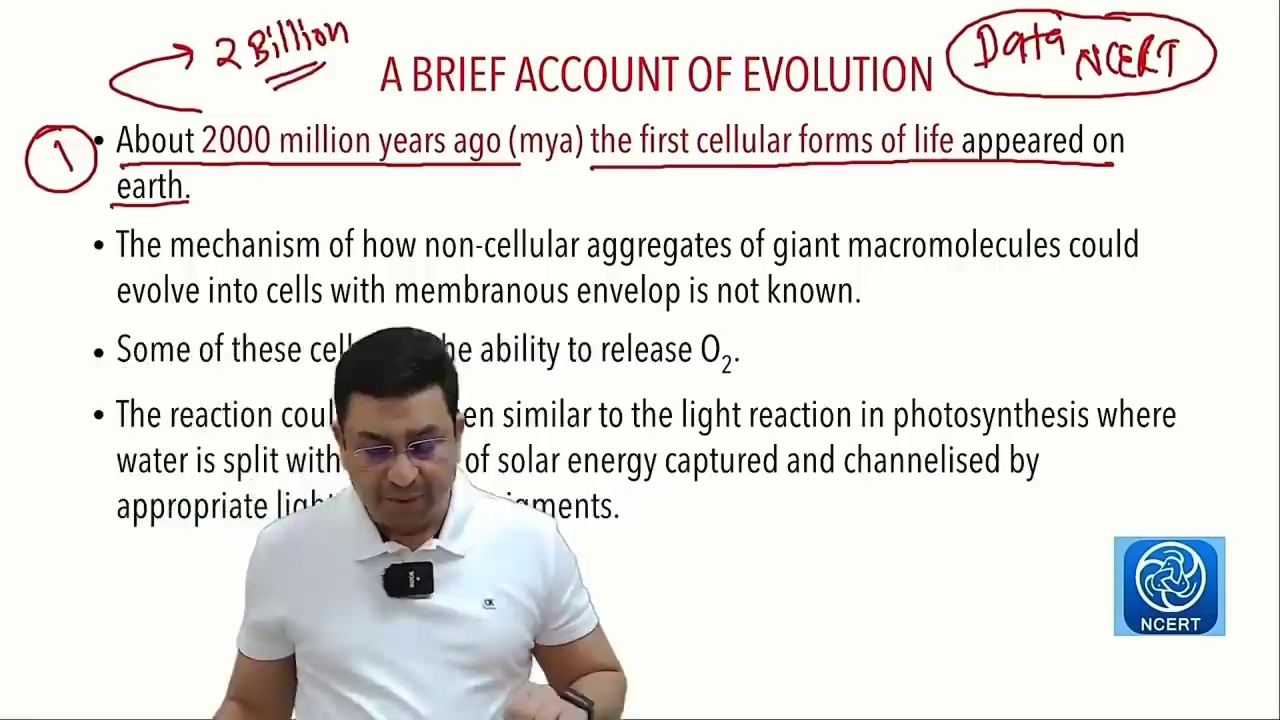 2 Billion
A BRIEF ACCOUNT OF EVOLUTION
Data NCERT
1
• About 2000 million years ago (mya) the first cellular forms of life appeared on
earth.
• The mechanism of how non-cellular aggregates of giant macromolecules could
evolve into cells with membranous envelop is not known.
• Some of these cell he ability to release O₂.
• The reaction coul en similar to the light reaction in photosynthesis where
water is split with of solar energy captured and channelised by
appropriate ligh igments.
NCERT